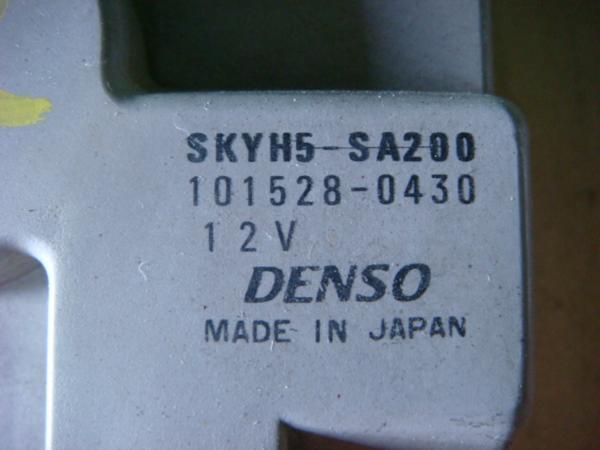 SKYH5-SA200
101528-0430
12V
DENSO
MADE IN JAPAN